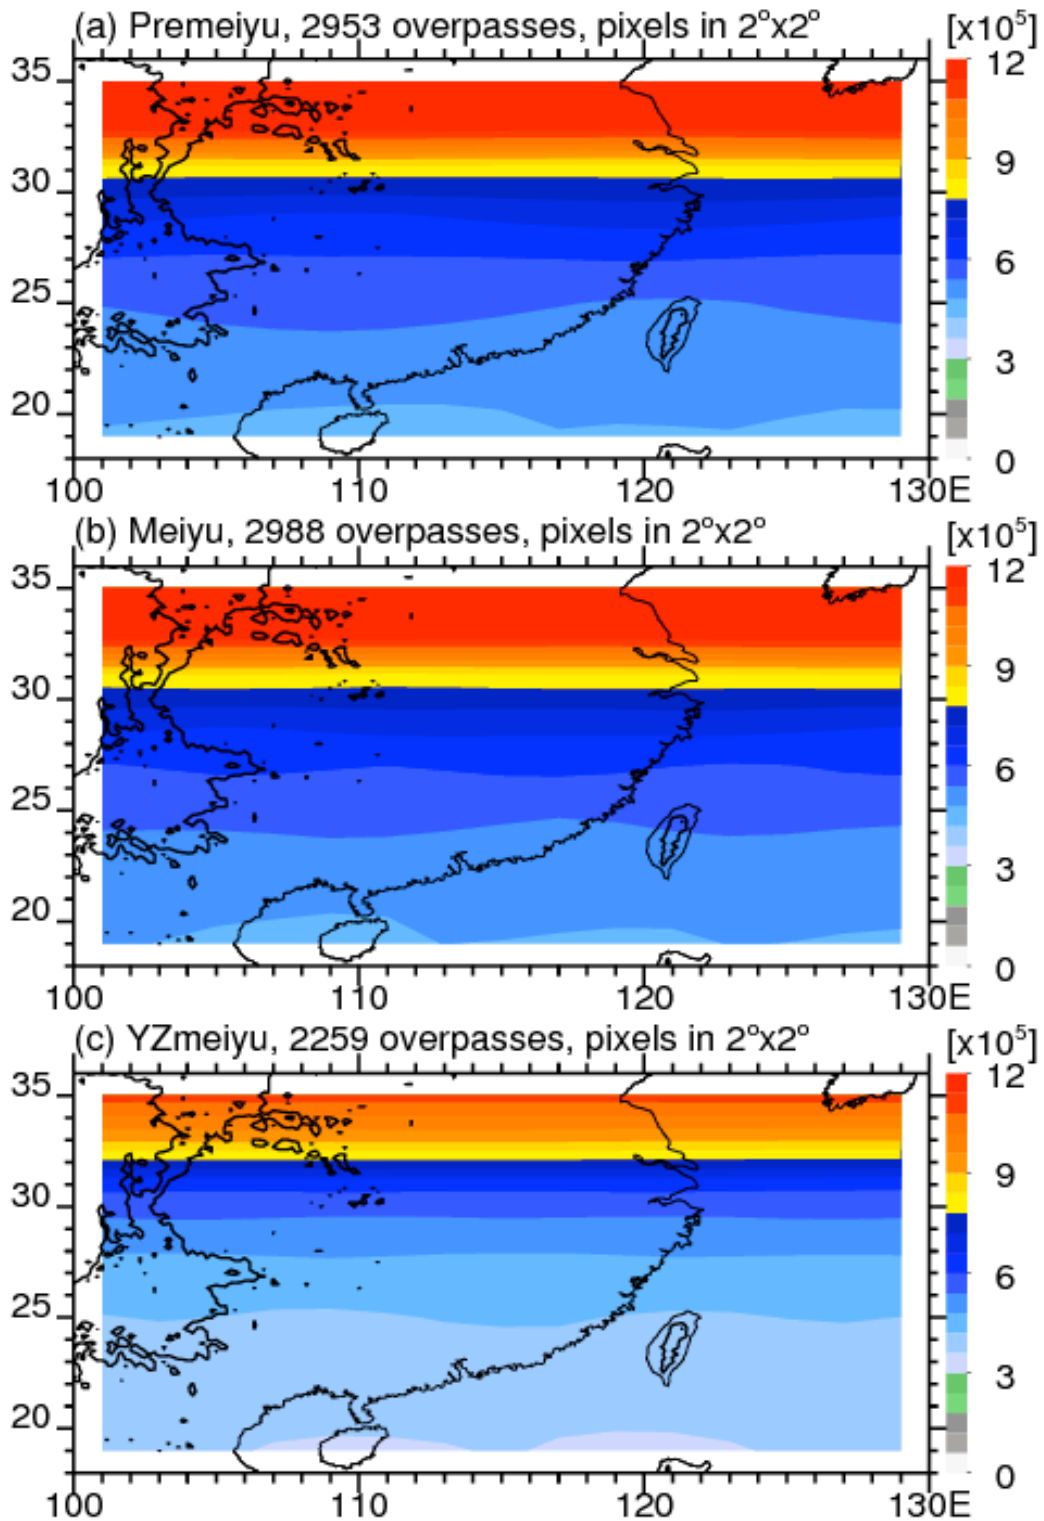 (a) Premeiyu, 2953 overpasses, pixels in 2°x2° [x10⁵]
35 12
30 9
25 6
20 3
0
100 110 120 130E
(b) Meiyu, 2988 overpasses, pixels in 2°x2° [x10⁵]
35 12
30 9
25 6
20 3
0
100 110 120 130E
(c) YZmeiyu, 2259 overpasses, pixels in 2°x2° [x10⁵]
35 12
30 9
25 6
20 3
0
100 110 120 130E